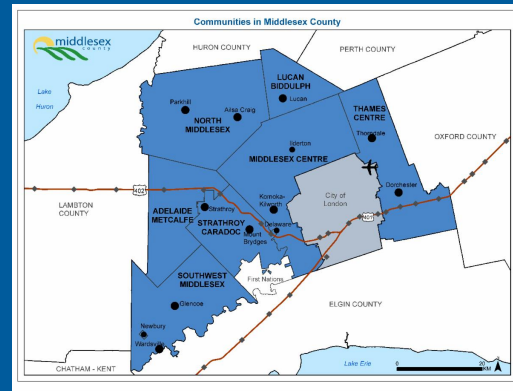 Communities in Middlesex County
middlesex
county
HURON COUNTY
PERTH COUNTY
Lake
Huron
LUCAN
BIDDULPH
Lucan
Parkhill
Ailsa Craig
NORTH
MIDDLESEX
THAMES
CENTRE
Thorndale
Ilderton
MIDDLESEX CENTRE
OXFORD COUNTY
City of
London
Dorchester
402
LAMBTON
COUNTY
ADELAIDE
METCALFE
Strathroy
STRATHROY
CARADOC
Komoka-
Kilworth
Delaware
Mount
Brydges
401
SOUTHWEST
MIDDLESEX
First Nations
Glencoe
ELGIN COUNTY
Newbury
Wardsville
CHATHAM - KENT
Lake Erie
0
20
KM